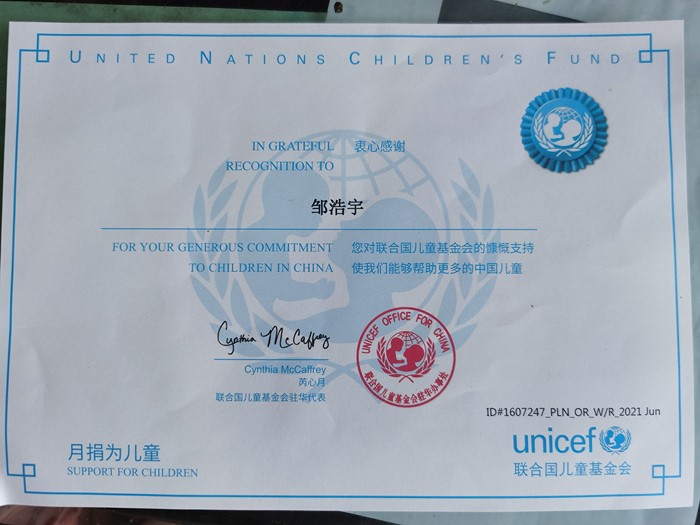 UNITED NATIONS CHILDREN'S FUND
IN GRATEFUL 衷心感谢
RECOGNITION TO
邹浩宇
FOR YOUR GENEROUS COMMITMENT 您对联合国儿童基金会的慷慨支持
TO CHILDREN IN CHINA 使我们能够帮助更多的中国儿童
Cynthia McCaffrey
Cynthia McCaffrey
芮心月
联合国儿童基金会驻华代表
UNICEF OFFICE FOR CHINA
联合国儿童基金会驻华办事处
ID#1607247_PLN_OR_W/R_2021 Jun
月捐为儿童
SUPPORT FOR CHILDREN
unicef
联合国儿童基金会